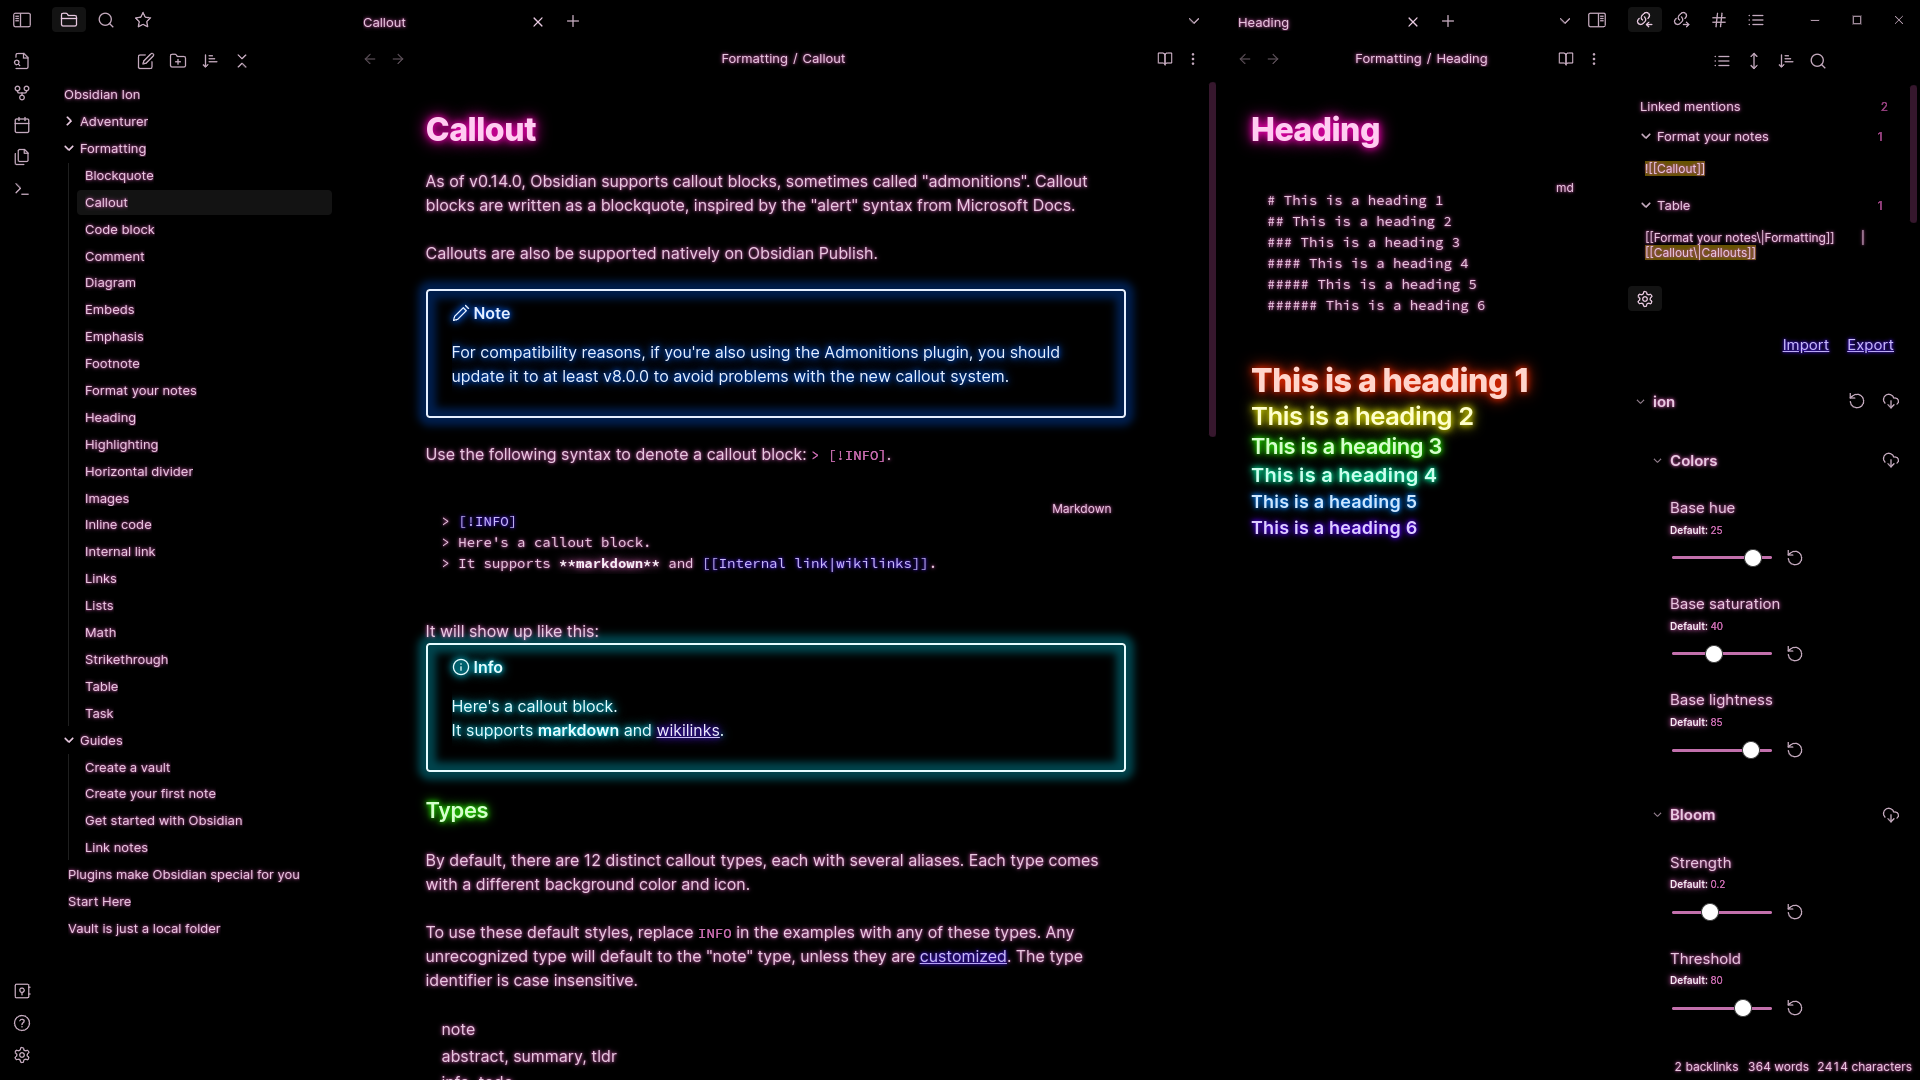 Callout
Heading
Obsidian Ion
Adventurer
Formatting
Blockquote
Callout
Code block
Comment
Diagram
Embeds
Emphasis
Footnote
Format your notes
Heading
Highlighting
Horizontal divider
Images
Inline code
Internal link
Links
Lists
Math
Strikethrough
Table
Task
Guides
Create a vault
Create your first note
Get started with Obsidian
Link notes
Plugins make Obsidian special for you
Start Here
Vault is just a local folder
Formatting / Callout
Callout
As of v0.14.0, Obsidian supports callout blocks, sometimes called "admonitions". Callout
blocks are written as a blockquote, inspired by the "alert" syntax from Microsoft Docs.
Callouts are also be supported natively on Obsidian Publish.
Note
For compatibility reasons, if you're also using the Admonitions plugin, you should
update it to at least v8.0.0 to avoid problems with the new callout system.
Use the following syntax to denote a callout block: > [!INFO].
Markdown
> [!INFO]
> Here's a callout block.
> It supports **markdown** and [[Internal link|wikilinks]].
It will show up like this:
Info
Here's a callout block.
It supports markdown and wikilinks.
Types
By default, there are 12 distinct callout types, each with several aliases. Each type comes
with a different background color and icon.
To use these default styles, replace INFO in the examples with any of these types. Any
unrecognized type will default to the "note" type, unless they are customized. The type
identifier is case insensitive.
note
abstract, summary, tldr
Formatting / Heading
Heading
md
# This is a heading 1
## This is a heading 2
### This is a heading 3
#### This is a heading 4
##### This is a heading 5
###### This is a heading 6
This is a heading 1
This is a heading 2
This is a heading 3
This is a heading 4
This is a heading 5
This is a heading 6
Linked mentions 2
Format your notes 1
![[Callout]]
Table 1
[[Format your notes\|Formatting]] |
[[Callout\|Callouts]]
Import Export
ion
Colors
Base hue
Default: 25
Base saturation
Default: 40
Base lightness
Default: 85
Bloom
Strength
Default: 0.2
Threshold
Default: 80
2 backlinks 364 words 2414 characters